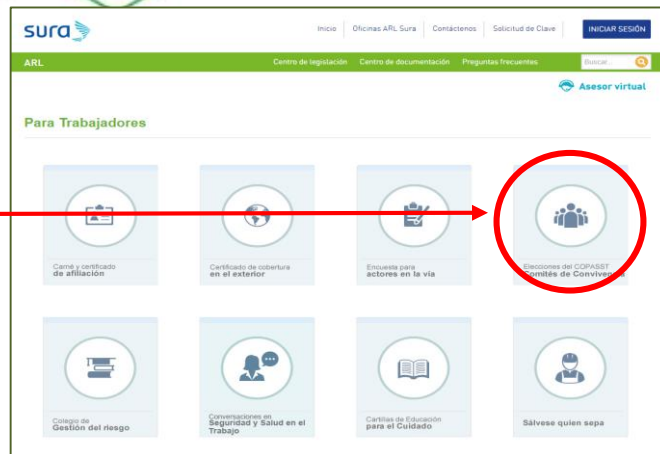 sura
Inicio
Oficinas ARL Sura
Contáctenos
Solicitud de Clave
INICIAR SESIÓN
ARL
Centro de legislación
Centro de documentación
Preguntas frecuentes
Buscar...
Asesor virtual
Para Trabajadores
Carné y certificado
de afiliación
Certificado de cobertura
en el exterior
Encuesta para
actores en la vía
Elecciones del COPASST
Comités de Convivencia
Colegio de
Gestión del riesgo
Conversaciones en
Seguridad y Salud en el
Trabajo
Cartillas de Educación
para el Cuidado
Sálvese quien sepa